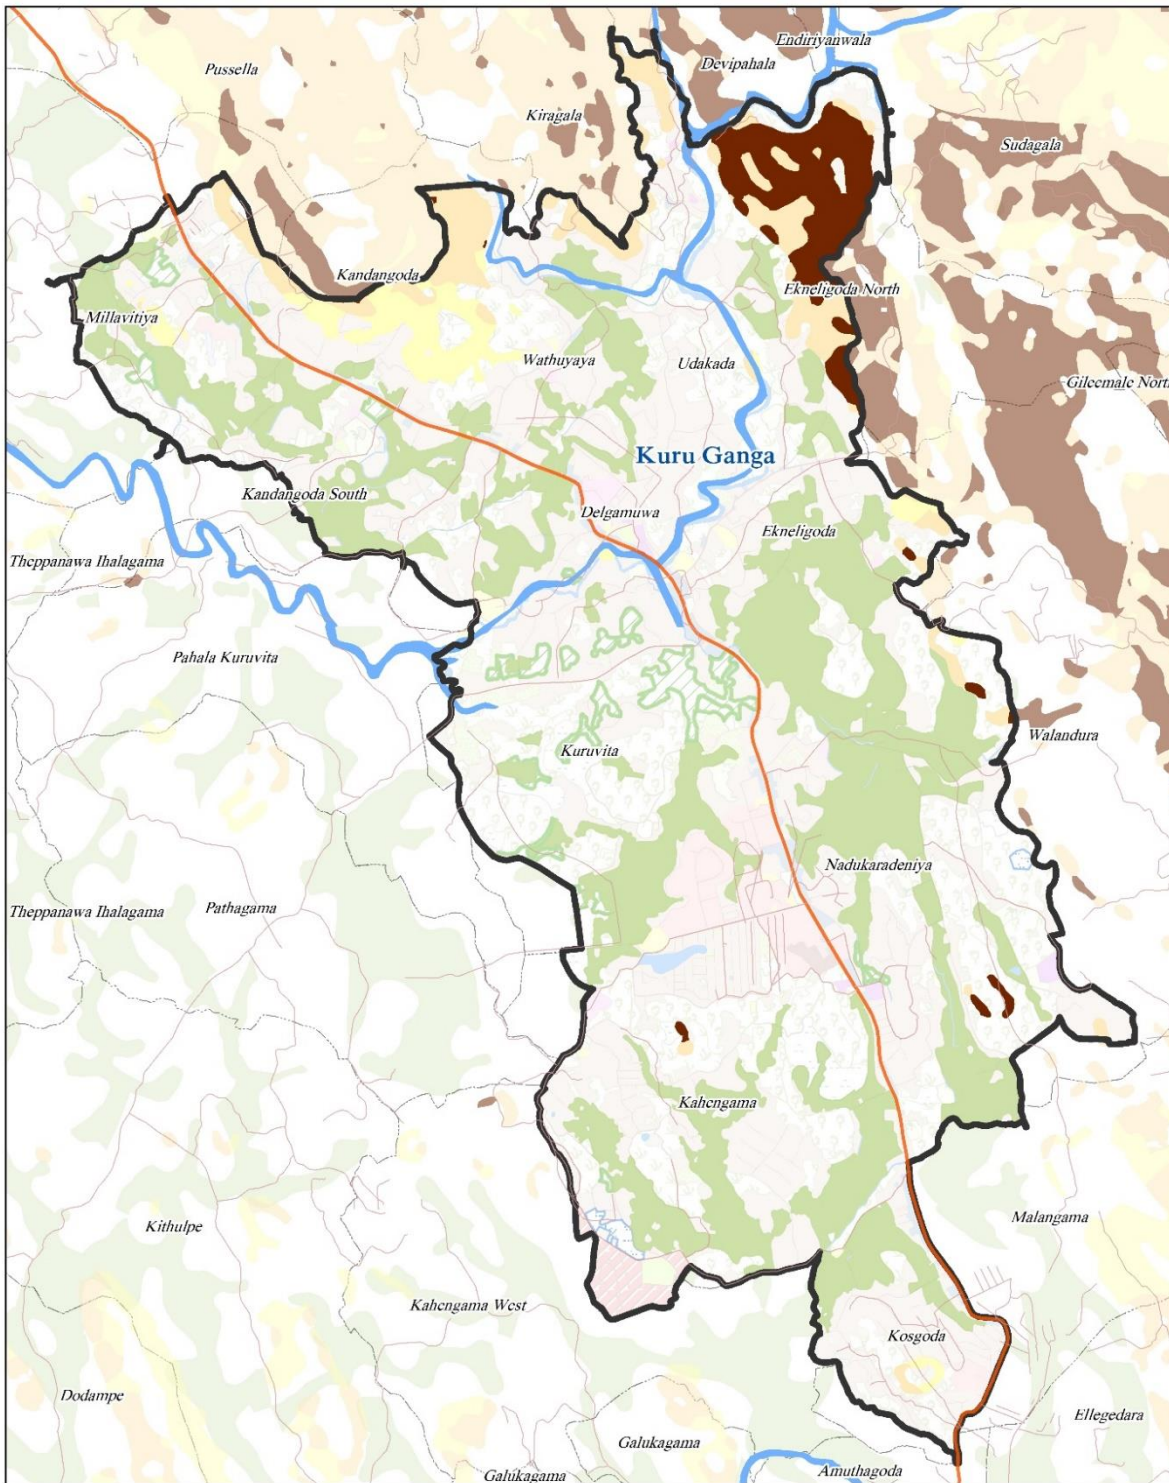 Endiriyanwala
Devipahala
Pussella
Kiragala
Sudagala
Kandangoda
Ekneligoda North
Millavitiya
Wathuyaya
Udakada
Gileemale North
Kuru Ganga
Kandangoda South
Delgamuwa
Ekneligoda
Theppanawa Ihalagama
Pahala Kuruvita
Walandura
Kuruvita
Nadukaradeniya
Theppanawa Ihalagama
Pathagama
Kahengama
Malangama
Kithulpe
Kahengama West
Kosgoda
Dodampe
Ellegedara
Galukagama
Amuthagoda
Galukagama